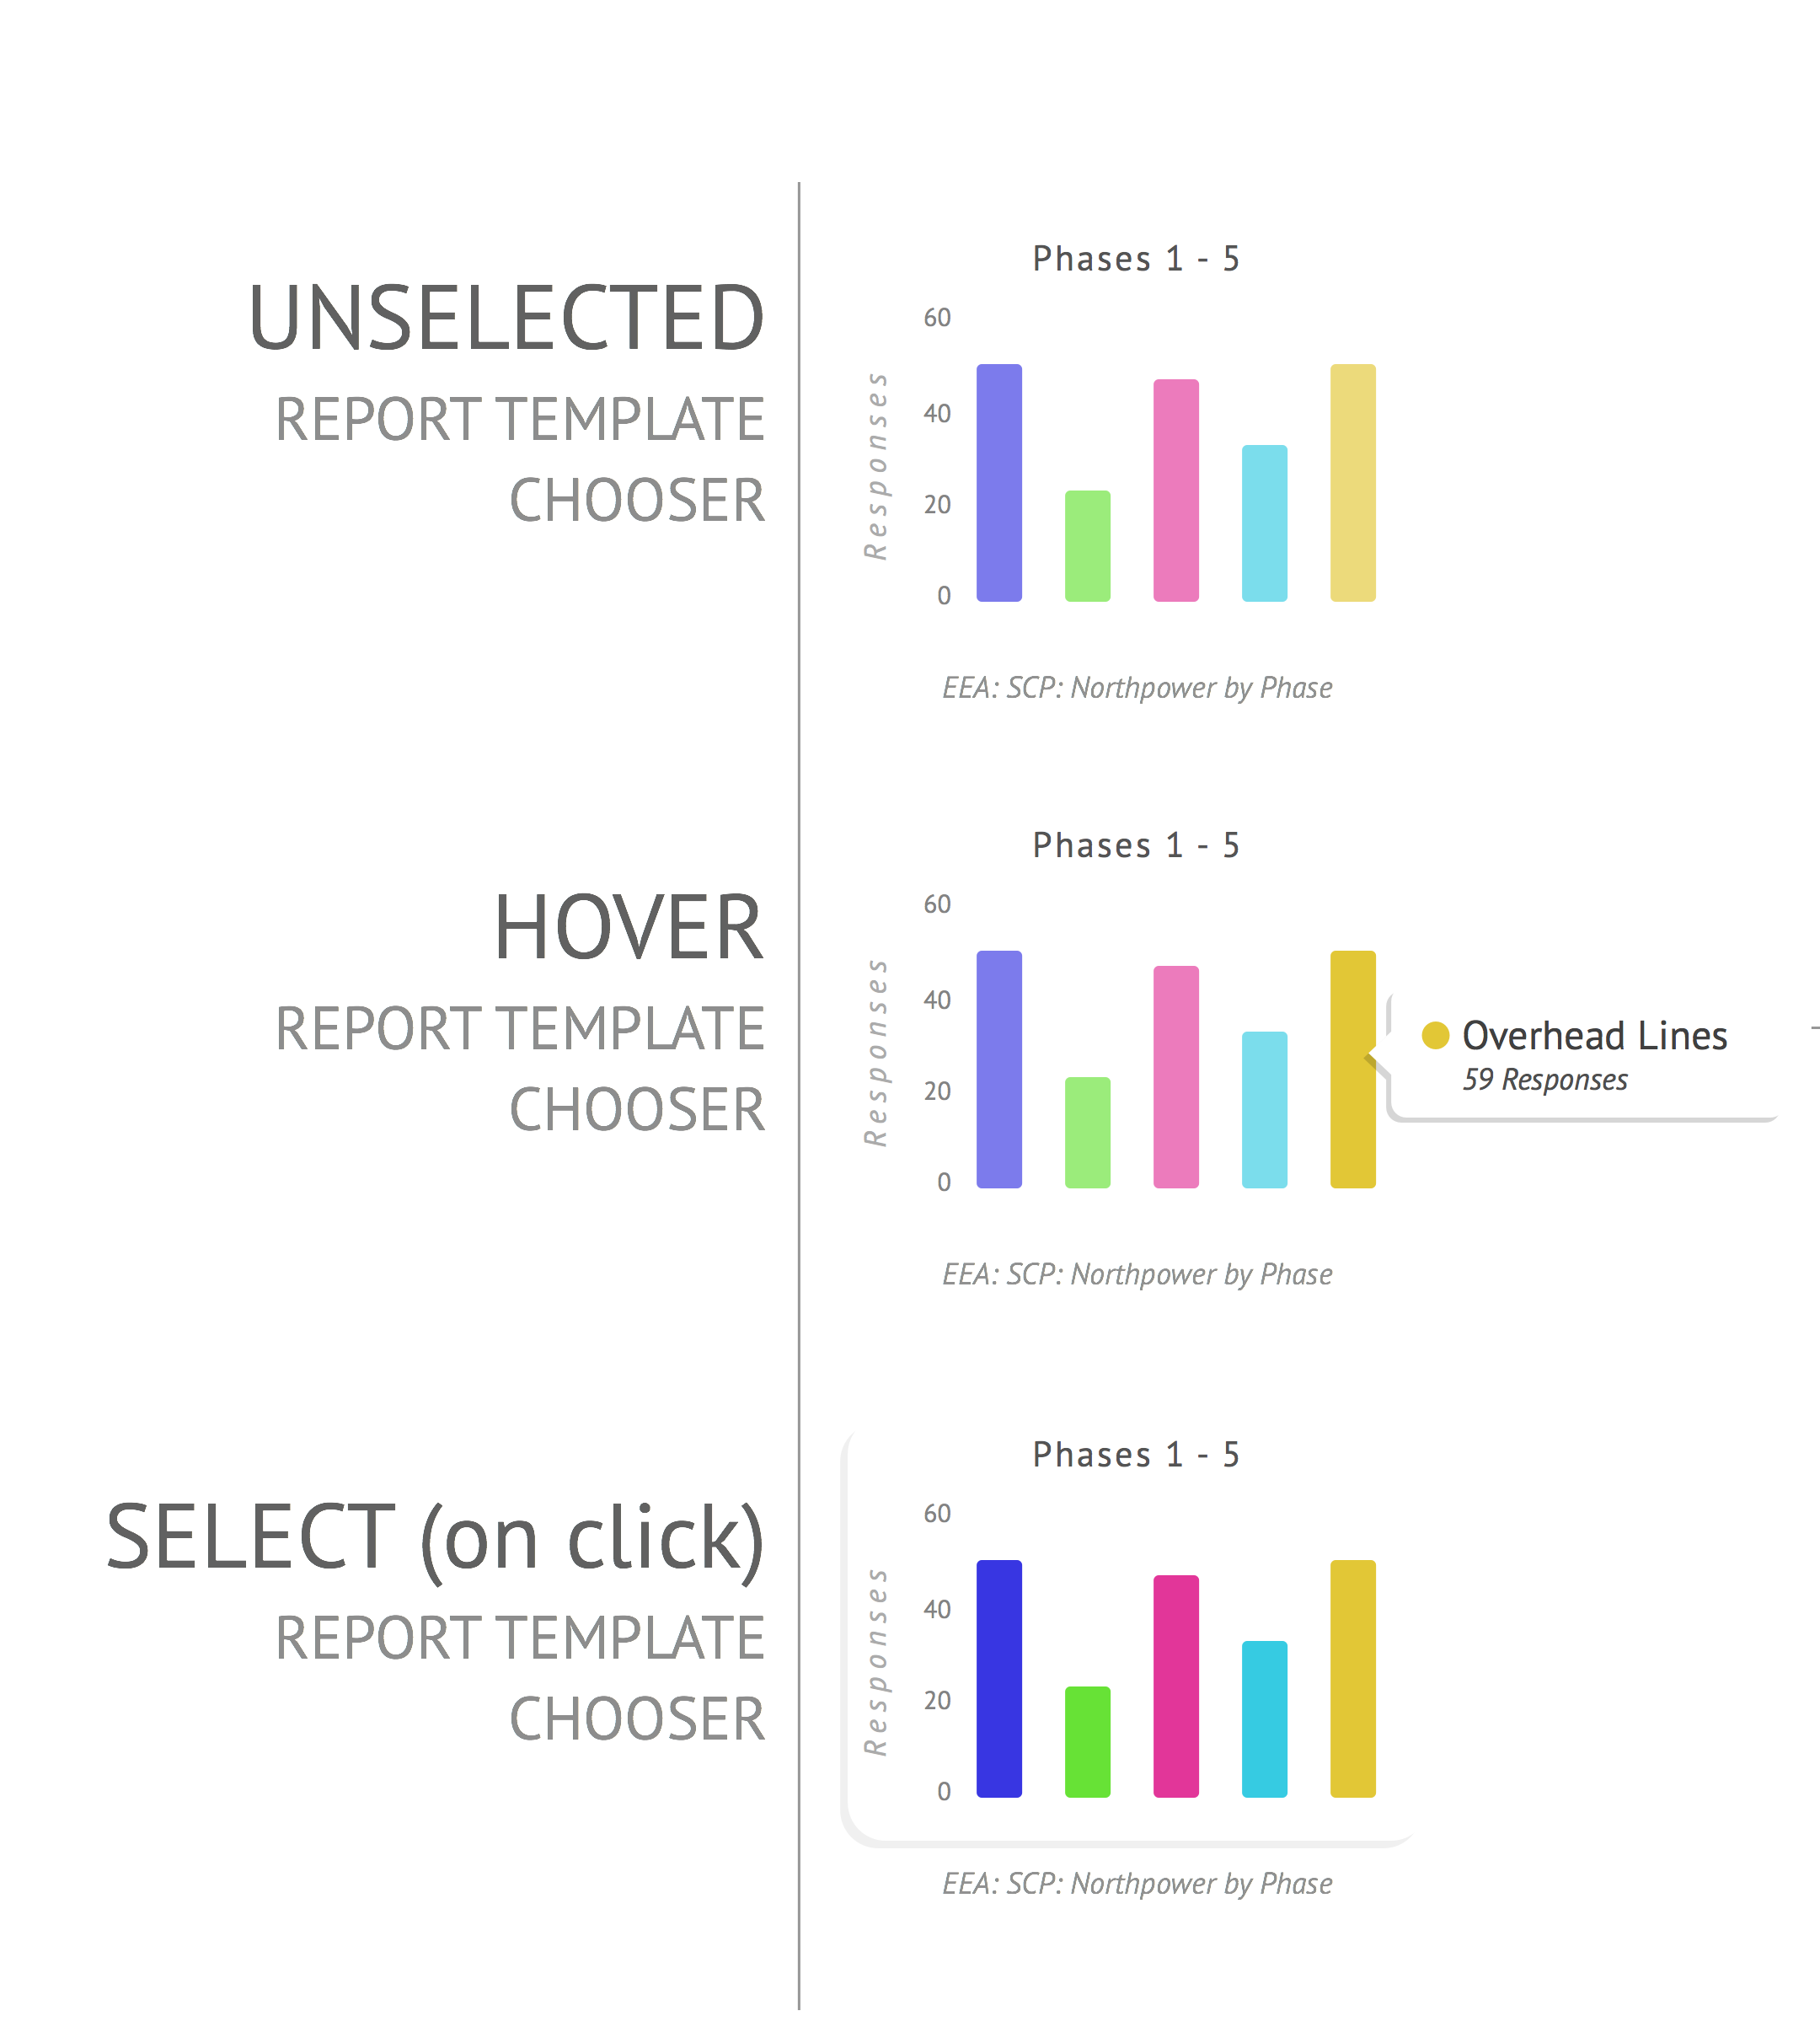 UNSELECTED
REPORT TEMPLATE
CHOOSER
Phases 1 - 5
60
40
20
0
Responses
EEA: SCP: Northpower by Phase
HOVER
REPORT TEMPLATE
CHOOSER
Phases 1 - 5
60
40
20
0
Responses
Overhead Lines
59 Responses
EEA: SCP: Northpower by Phase
SELECT (on click)
REPORT TEMPLATE
CHOOSER
Phases 1 - 5
60
40
20
0
Responses
EEA: SCP: Northpower by Phase